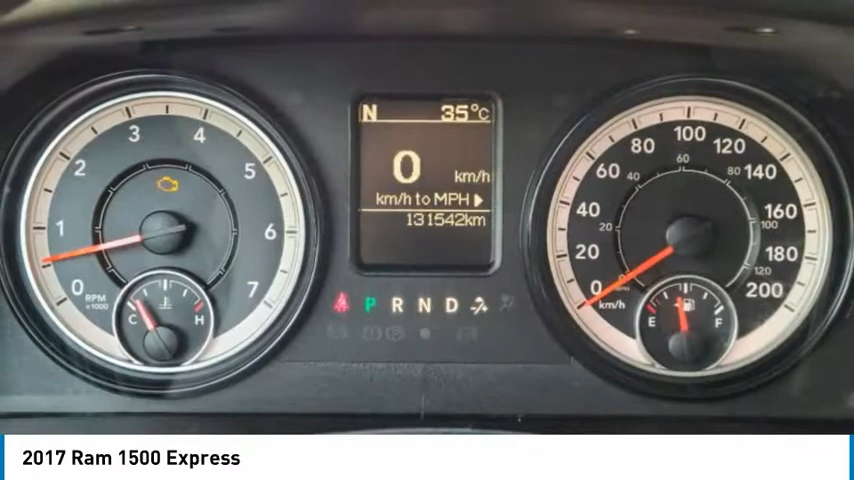 N 35°C
0 km/h
km/h to MPH
131542km
0 1 2 3 4 5 6 7
RPM
x1000
C H
P R N D
0 20 40 60 80 100 120 140 160 180 200
20 40 60 80 100 120
km/h
E F
2017 Ram 1500 Express